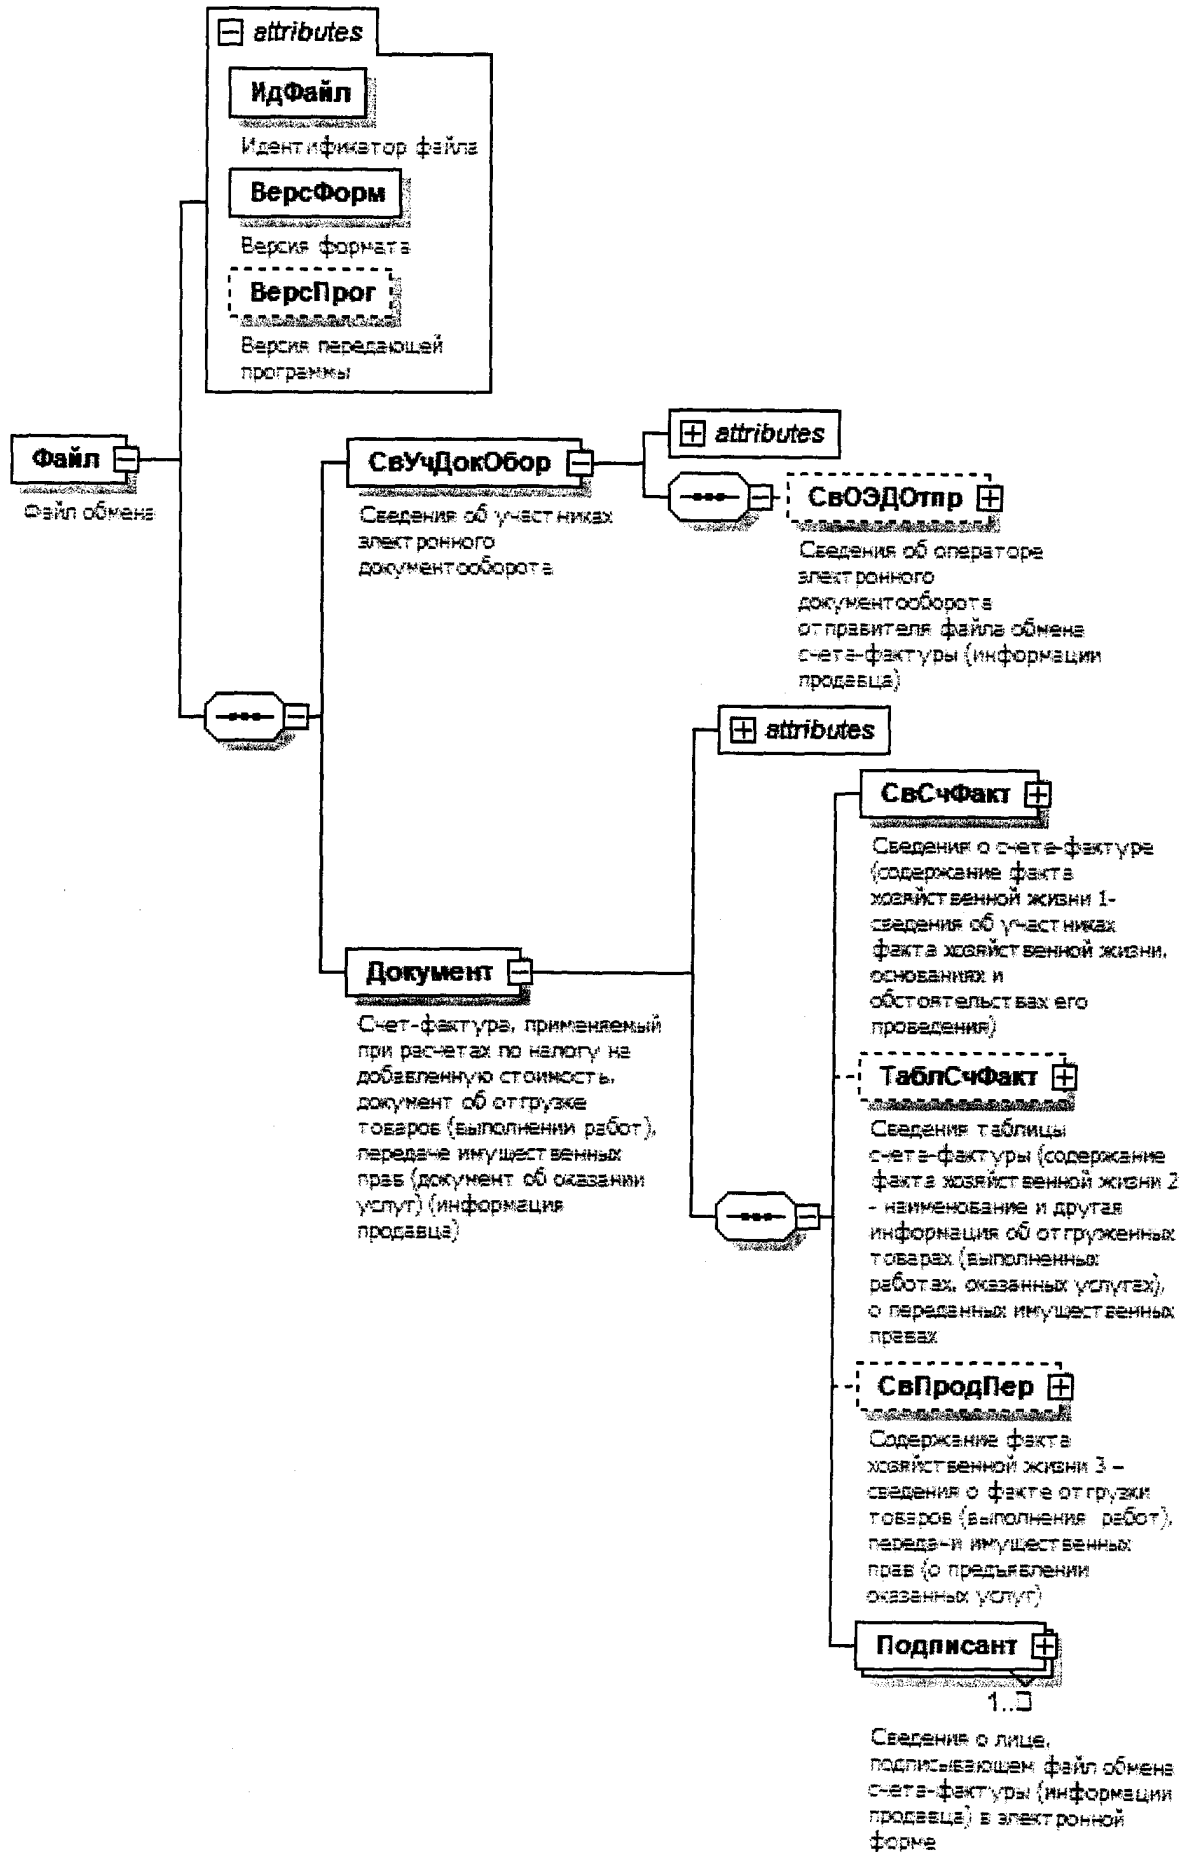 attributes
ИдФайл
Идентификатор файла
ВерсФорм
Версия формата
ВерсПрог
Версия передающей
программы
Файл
Файл обмена
СвУчДокОбор
Сведения об участниках
электронного
документооборота
attributes
СвОЭДОтпр
Сведения об операторе
электронного
документооборота
отправителя файла обмена
счета-фактуры (информации
продавца)
Документ
Счет-фактура, применяемый
при расчетах по налогу на
добавленную стоимость,
документ об отгрузке
товаров (выполнении работ),
передаче имущественных
прав (документ об оказании
услуг) (информация
продавца)
attributes
СвСчФакт
Сведения о счете-фактуре
(содержание факта
хозяйственной жизни 1-
сведения об участниках
факта хозяйственной жизни,
основаниях и
обстоятельствах его
проведения)
ТаблСчФакт
Сведения таблицы
счета-фактуры (содержание
факта хозяйственной жизни 2
- наименование и другая
информация об отгруженных
товарах (выполненных
работах, оказанных услугах),
о переданных имущественных
правах
СвПродПер
Содержание факта
хозяйственной жизни 3 –
сведения о факте отгрузки
товаров (выполнения работ),
передачи имущественных
прав (о предъявлении
оказанных услуг)
Подписант
1..
Сведения о лице,
подписывающем файл обмена
счета-фактуры (информации
продавца) в электронной
форме